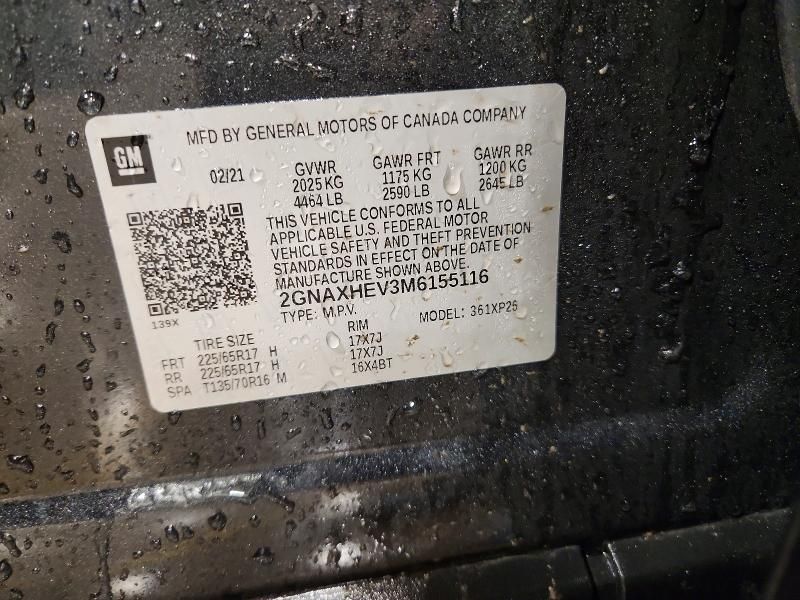 MFD BY GENERAL MOTORS OF CANADA COMPANY
GM
02/21 GVWR GAWR FRT GAWR RR
2025 KG 1175 KG 1200 KG
4464 LB 2590 LB 2645 LB
THIS VEHICLE CONFORMS TO ALL
APPLICABLE U.S. FEDERAL MOTOR
VEHICLE SAFETY AND THEFT PREVENTION
STANDARDS IN EFFECT ON THE DATE OF
MANUFACTURE SHOWN ABOVE.
2GNAXHEV3M6155116
TYPE: M.P.V. MODEL: 361XP26
139X
TIRE SIZE RIM
FRT 225/65R17 H 17X7J
RR 225/65R17 H 17X7J
SPA T135/70R16 M 16X4BT